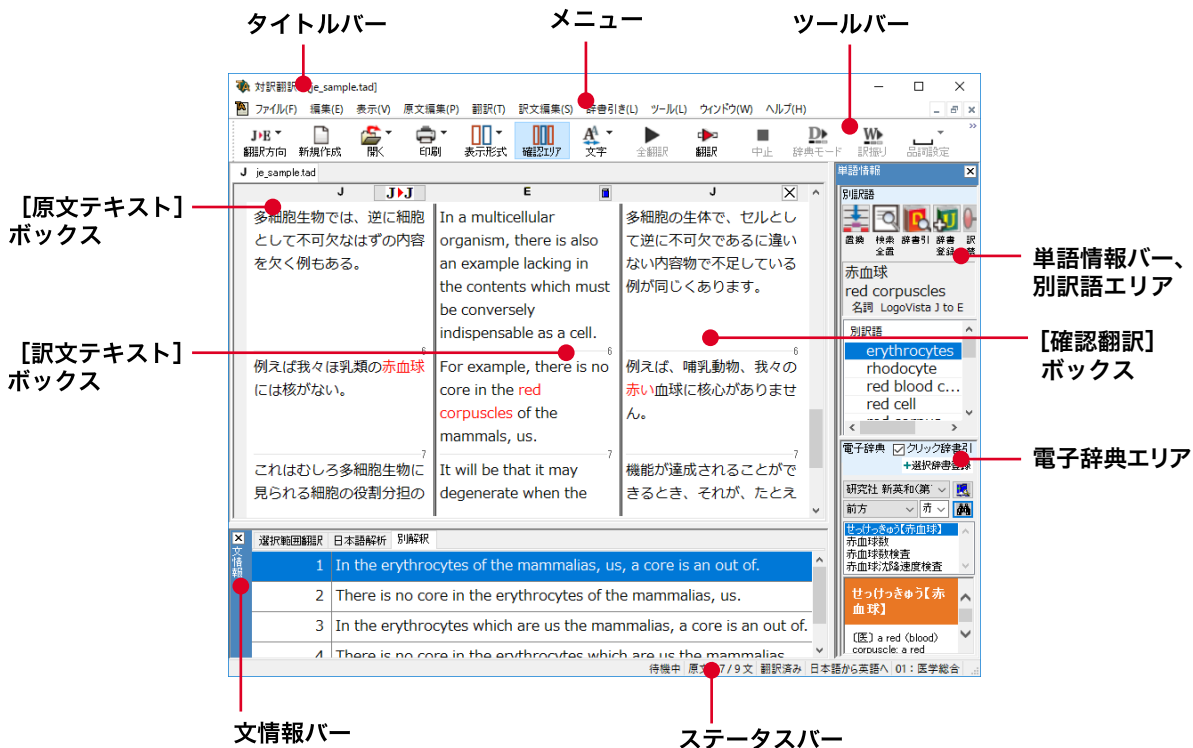 タイトルバー
メニュー
ツールバー
対訳翻訳 je_sample.tad]
ファイル(F) 編集(E) 表示(V) 原文編集(P) 翻訳(T) 訳文編集(S) 辞書引き(L) ツール(L) ウィンドウ(W) ヘルプ(H)
J▶E
翻訳方向 新規作成 開く 印刷 表示形式 確認エリア 文字 全翻訳 翻訳 中止 辞典モード 訳振り 品詞設定
J je_sample.tad
J J▶J E J
［原文テキスト］
ボックス
多細胞生物では、逆に細胞
として不可欠なはずの内容
を欠く例もある。
In a multicellular
organism, there is also
an example lacking in
the contents which must
be conversely
indispensable as a cell.
多細胞の生体で、セルとし
て逆に不可欠であるに違い
ない内容物で不足している
例が同じくあります。
6 6 6
［訳文テキスト］
ボックス
例えば我々ほ乳類の赤血球
には核がない。
For example, there is no
core in the red
corpuscles of the
mammals, us.
例えば、哺乳動物、我々の
赤い血球に核心がありませ
ん。
7 7 7
これはむしろ多細胞生物に
見られる細胞の役割分担の
It will be that it may
degenerate when the
機能が達成されることがで
きるとき、それが、たとえ
単語情報
別訳語
置換 検索全置 辞書引 辞書登録 訳
赤血球
red corpuscles
名詞 LogoVista J to E
別訳語
erythrocytes
rhodocyte
red blood c...
red cell
単語情報バー、
別訳語エリア
［確認翻訳］
ボックス
電子辞典 クリック辞書引
+選択辞書登録
研究社 新英和(第
前方 赤
せっけっきゅう【赤血球】
赤血球数
赤血球数検査
赤血球沈降速度検査
せっけっきゅう【赤
血球】
〔医〕 a red (blood)
corpuscle; a red
電子辞典エリア
文情報
選択範囲翻訳 日本語解析 別解釈
1 In the erythrocytes of the mammalias, us, a core is an out of.
2 There is no core in the erythrocytes of the mammalias, us.
3 In the erythrocytes which are us the mammalias, a core is an out of.
4 There is no core in the erythrocytes which are us the mammalias
待機中 原文 7 / 9 文 翻訳済み 日本語から英語へ 01：医学総合
文情報バー
ステータスバー